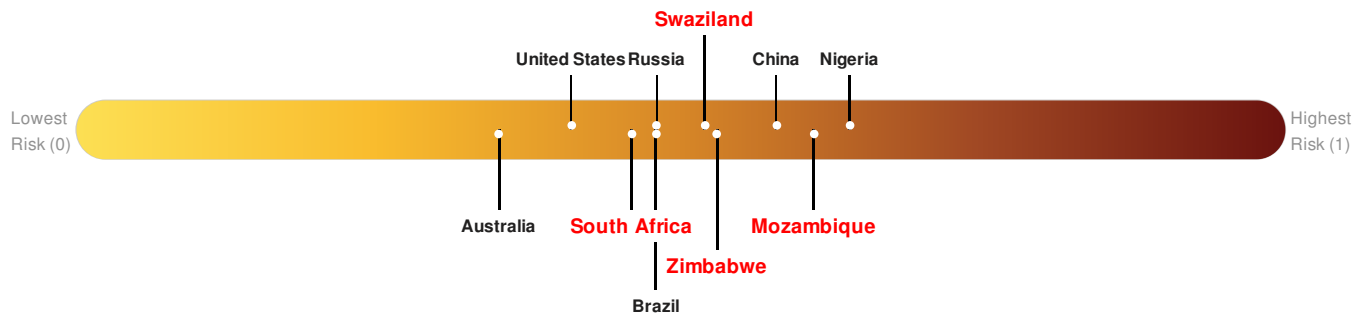 Swaziland
United States Russia China Nigeria
Lowest
Risk (0)
Highest
Risk (1)
Australia South Africa Mozambique
Zimbabwe
Brazil